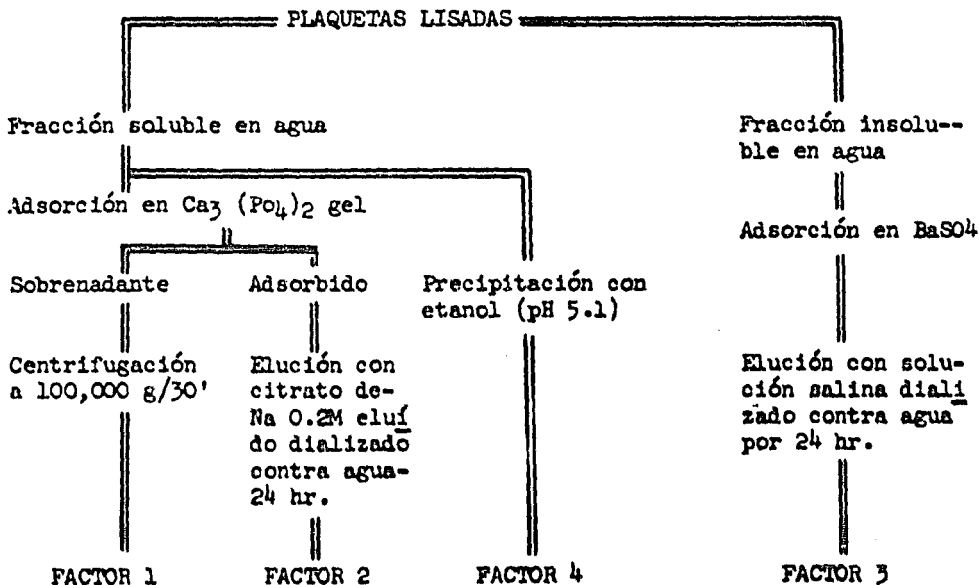 PLAQUETAS LISADAS
Fracción soluble en agua
Fracción insolu--
ble en agua
Adsorción en Ca3 (Po4)2 gel
Adsorción en BaSO4
Sobrenadante
Adsorbido
Precipitación con
etanol (pH 5.1)
Centrifugación
a 100,000 g/30'
Elución con
citrato de-
Na 0.2M eluí
do dializado
contra agua-
24 hr.
Elución con solu-
ción salina diali
zado contra agua
por 24 hr.
FACTOR 1
FACTOR 2
FACTOR 4
FACTOR 3